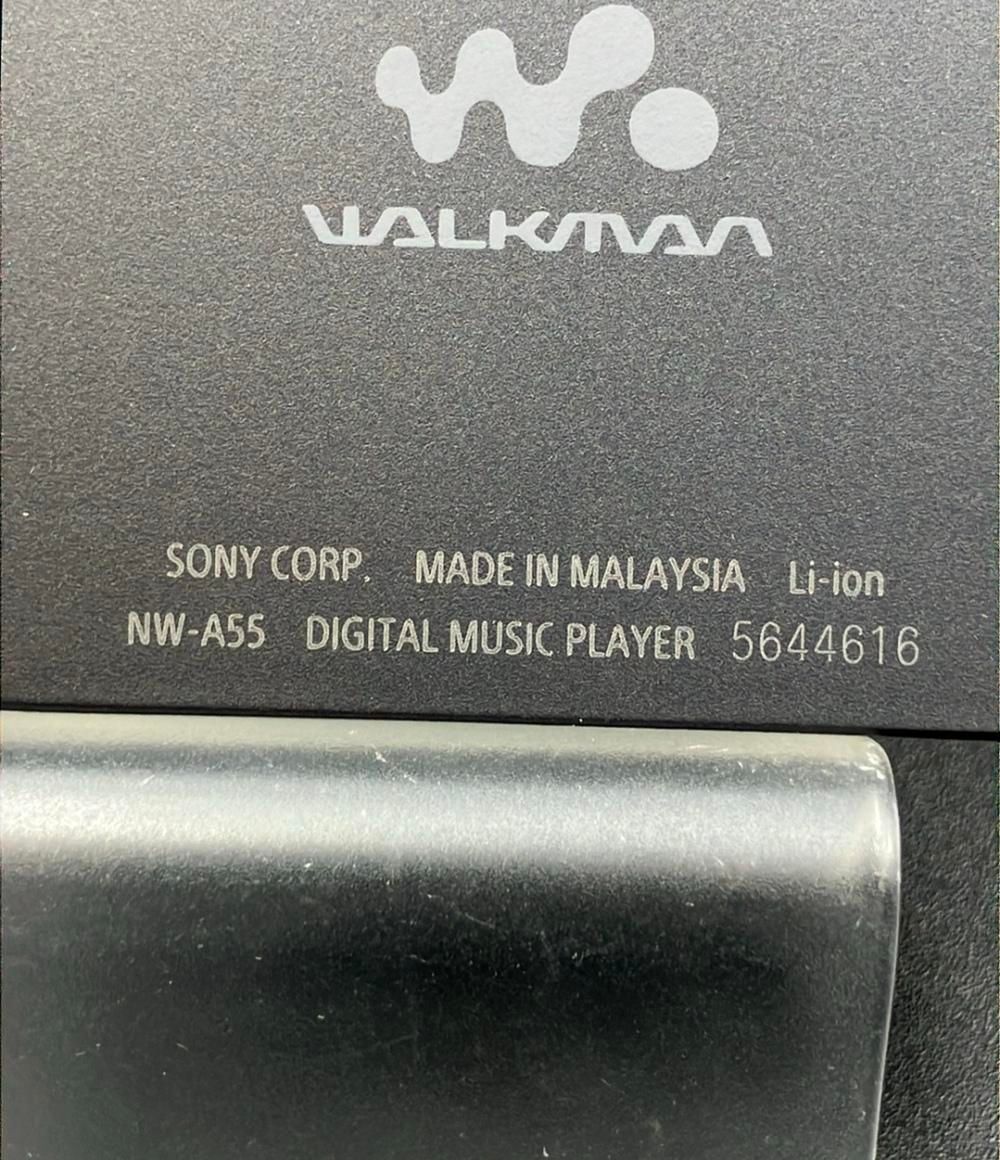 WALKMAN
SONY CORP. MADE IN MALAYSIA Li-ion
NW-A55 DIGITAL MUSIC PLAYER 5644616